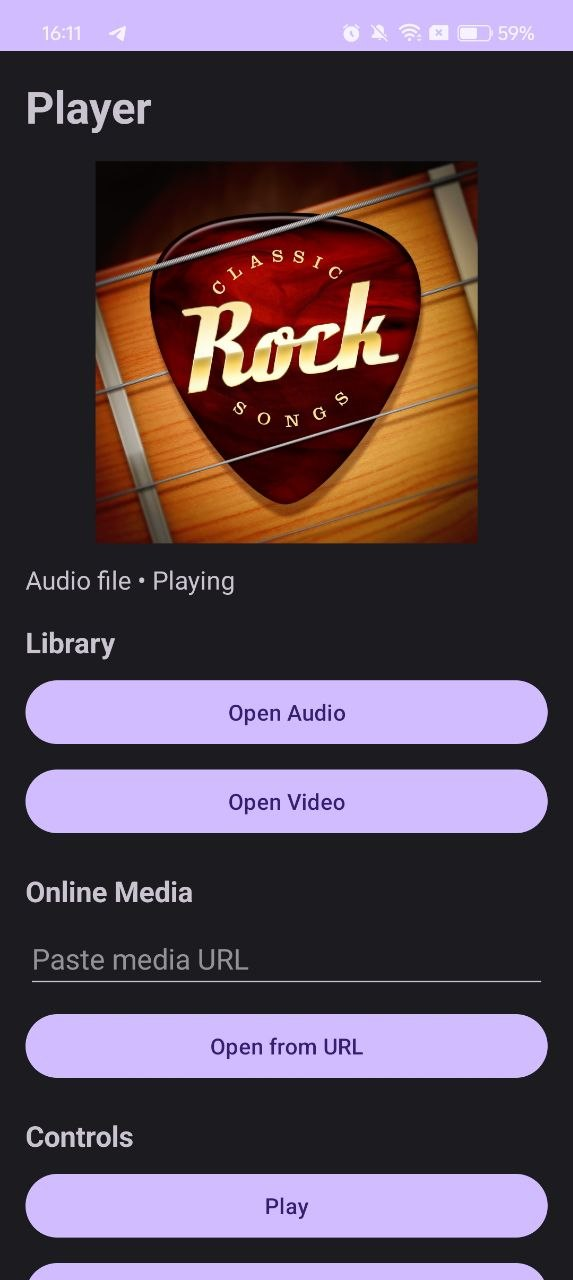 16:11 59%
Player
CLASSIC
Rock
SONGS
Audio file • Playing
Library
Open Audio
Open Video
Online Media
Paste media URL
Open from URL
Controls
Play